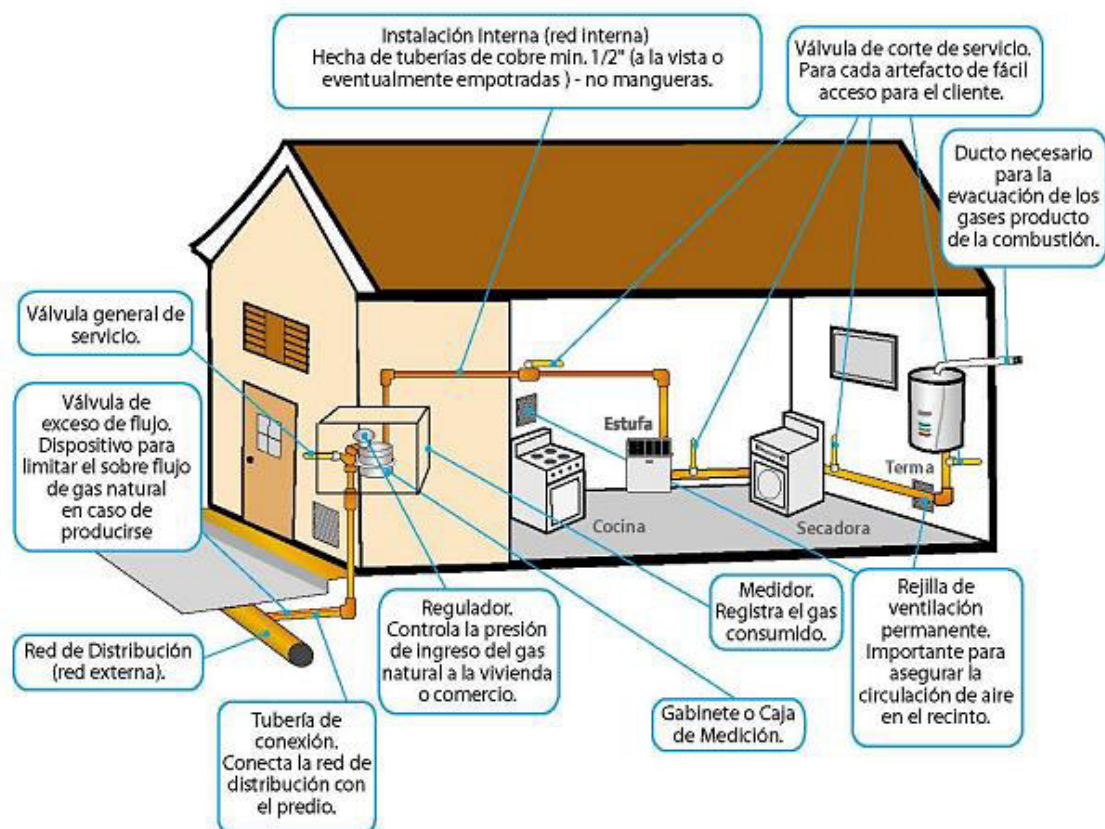 Instalación Interna (red interna)
Hecha de tuberías de cobre min. 1/2" (a la vista o
eventualmente empotradas ) - no mangueras.
Válvula de corte de servicio.
Para cada artefacto de fácil
acceso para el cliente.
Ducto necesario
para la
evacuación de los
gases producto
de la combustión.
Válvula general de
servicio.
Válvula de
exceso de flujo.
Dispositivo para
limitar el sobre flujo
de gas natural
en caso de
producirse
Estufa
Terma
Cocina
Secadora
Red de Distribución
(red externa).
Tubería de
conexión.
Conecta la red de
distribución con
el predio.
Regulador.
Controla la presión
de ingreso del gas
natural a la vivienda
o comercio.
Gabinete o Caja
de Medición.
Medidor.
Registra el gas
consumido.
Rejilla de
ventilación
permanente.
Importante para
asegurar la
circulación de aire
en el recinto.